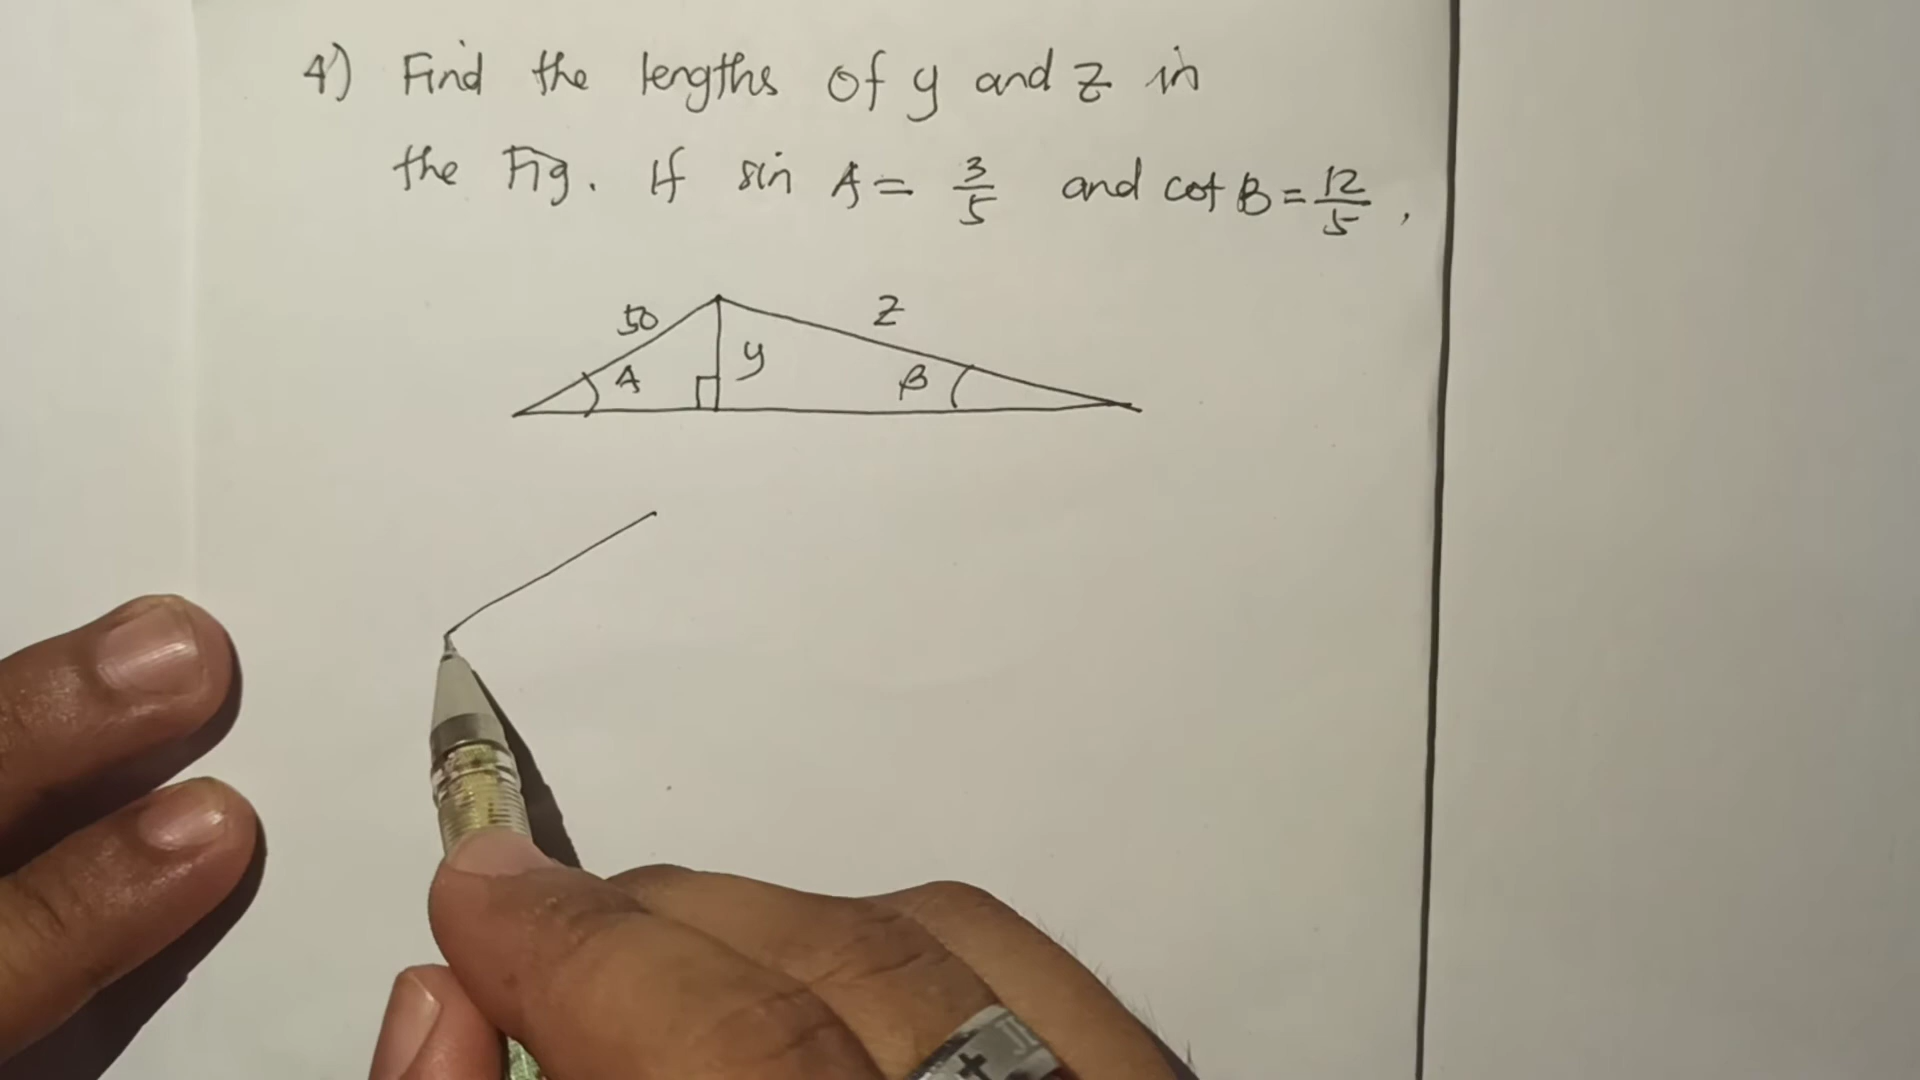 4) Find the lengths of y and z in
the Fig. If sin A = 3/5 and cot B = 12/5,
50
z
y
A
β